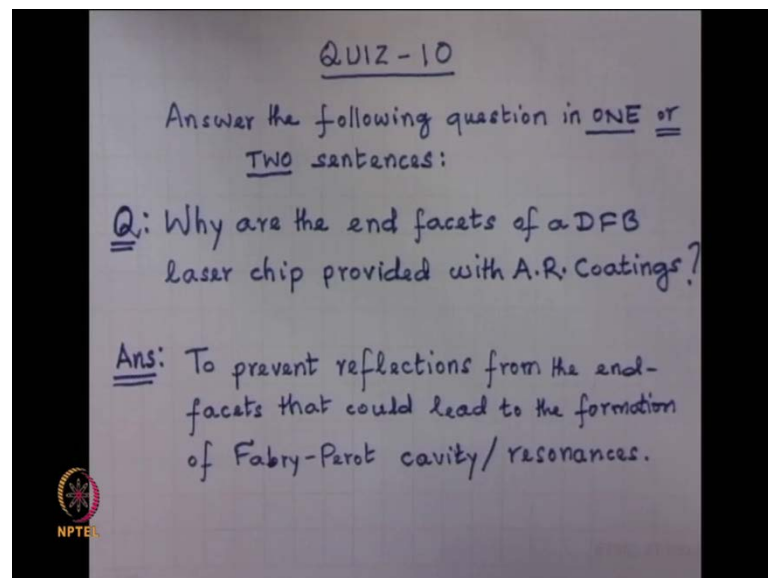 QUIZ-10
Answer the following question in ONE or
TWO sentences:
Q: Why are the end facets of a DFB
laser chip provided with A.R. Coatings?
Ans: To prevent reflections from the end-
facets that could lead to the formation
of Fabry-Perot cavity/resonances.
NPTEL